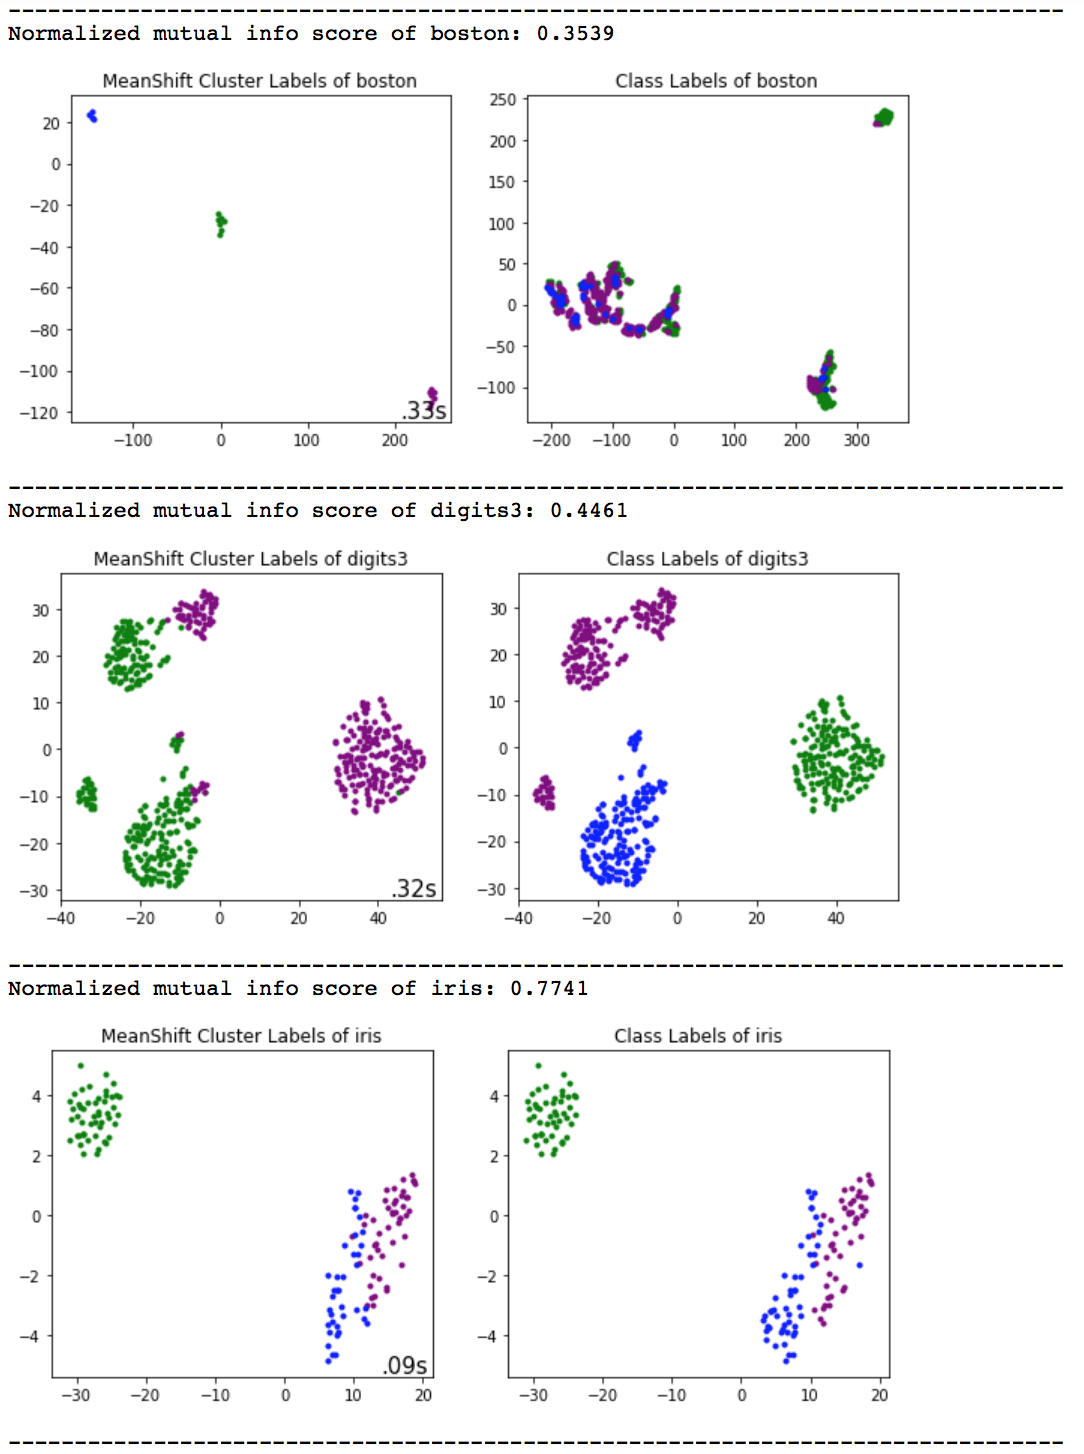 Normalized mutual info score of boston: 0.3539
MeanShift Cluster Labels of boston
Class Labels of boston
20
0
−20
−40
−60
−80
−100
−120
.33s
−100 0 100 200
250
200
150
100
50
0
−50
−100
−200 −100 0 100 200 300
Normalized mutual info score of digits3: 0.4461
MeanShift Cluster Labels of digits3
Class Labels of digits3
30
20
10
0
−10
−20
−30
.32s
−40 −20 0 20 40
30
20
10
0
−10
−20
−30
−40 −20 0 20 40
Normalized mutual info score of iris: 0.7741
MeanShift Cluster Labels of iris
Class Labels of iris
4
2
0
−2
−4
.09s
−30 −20 −10 0 10 20
4
2
0
−2
−4
−30 −20 −10 0 10 20